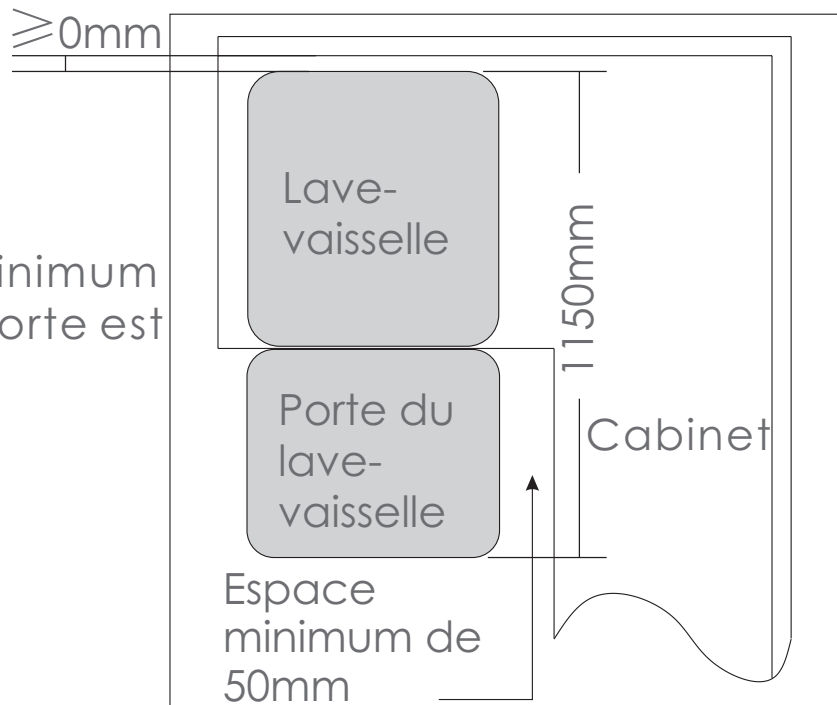 ≥0mm
Lave-
vaisselle
inimum
orte est
1150mm
Porte du
lave-
vaisselle
Cabinet
Espace
minimum de
50mm